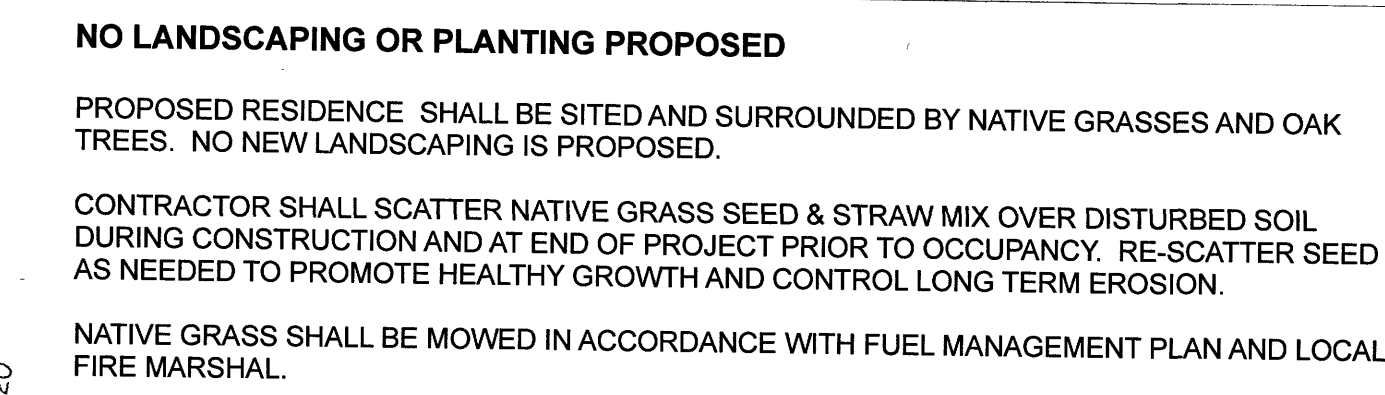 NO LANDSCAPING OR PLANTING PROPOSED
PROPOSED RESIDENCE SHALL BE SITED AND SURROUNDED BY NATIVE GRASSES AND OAK
TREES. NO NEW LANDSCAPING IS PROPOSED.
CONTRACTOR SHALL SCATTER NATIVE GRASS SEED & STRAW MIX OVER DISTURBED SOIL
DURING CONSTRUCTION AND AT END OF PROJECT PRIOR TO OCCUPANCY. RE-SCATTER SEED
AS NEEDED TO PROMOTE HEALTHY GROWTH AND CONTROL LONG TERM EROSION.
NATIVE GRASS SHALL BE MOWED IN ACCORDANCE WITH FUEL MANAGEMENT PLAN AND LOCAL
FIRE MARSHAL.